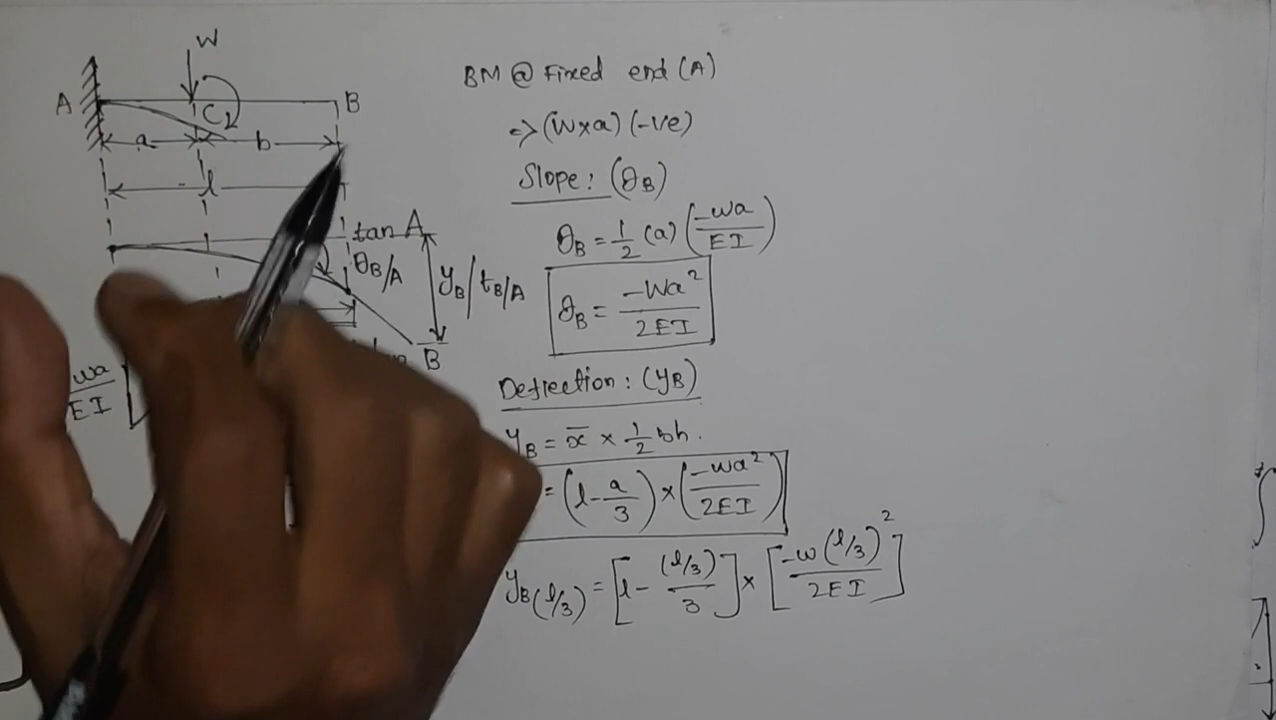 W
A
C
B
a
b
l
tan A
θB/A
yB/tB/A
B
wa/EI
BM @ Fixed end (A)
=> (W×a) (-ve)
Slope: (θB)
θB = 1/2 (a) (-Wa/EI)
θB = -Wa²/2EI
Deflection: (yB)
yB = x̄ × 1/2 bh.
= (l - a/3) × (-Wa²/2EI)
yB(l/3) = [l - (l/3)/3] × [-W(l/3)²/2EI]